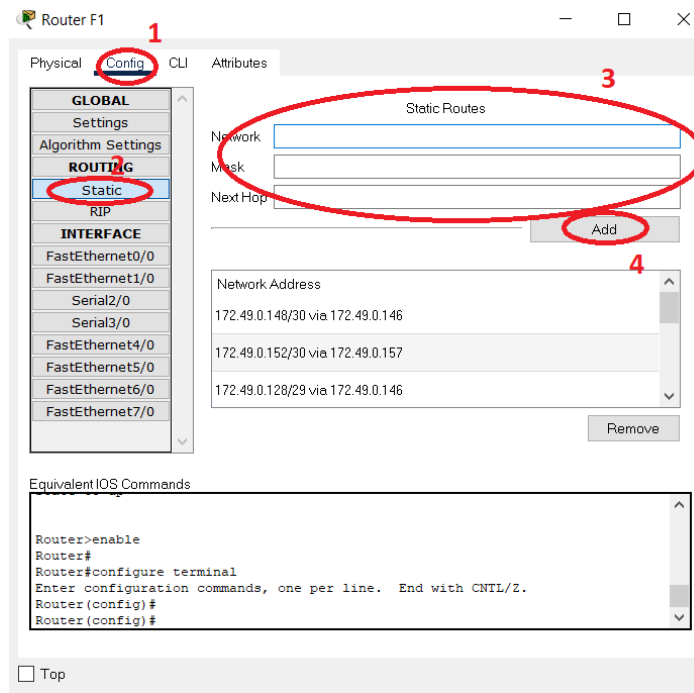 Router F1
1
Physical Config CLI Attributes
3
GLOBAL
Settings
Algorithm Settings
ROUTING
2
Static
RIP
INTERFACE
FastEthernet0/0
FastEthernet1/0
Serial2/0
Serial3/0
FastEthernet4/0
FastEthernet5/0
FastEthernet6/0
FastEthernet7/0
Static Routes
Network
Mask
Next Hop
Add
4
Network Address
172.49.0.148/30 via 172.49.0.146
172.49.0.152/30 via 172.49.0.157
172.49.0.128/29 via 172.49.0.146
Remove
Equivalent IOS Commands
Router>enable
Router#
Router#configure terminal
Enter configuration commands, one per line. End with CNTL/Z.
Router(config)#
Router(config)#
Top